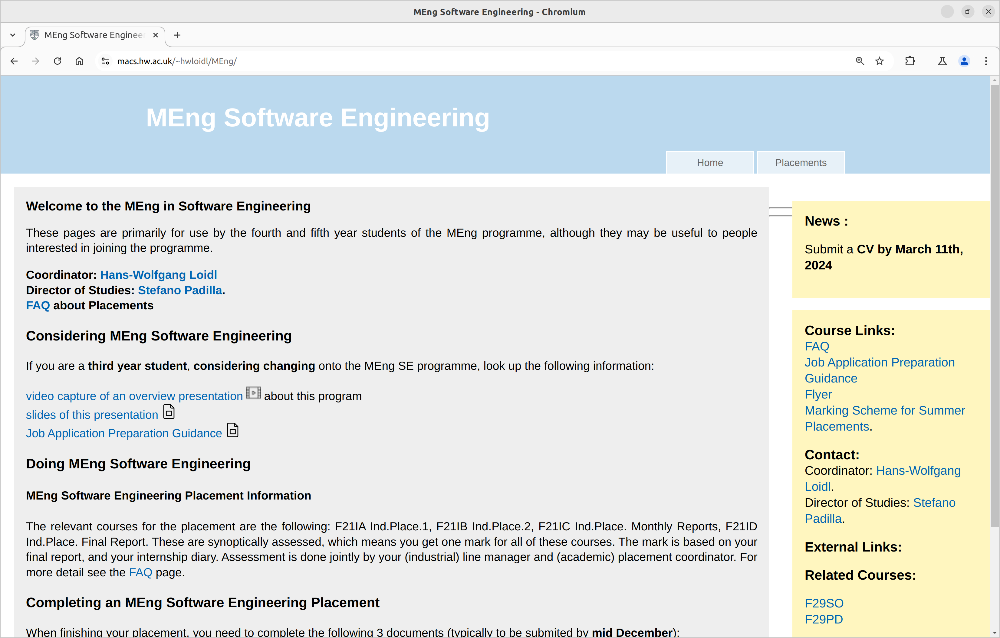 MEng Software Engineering - Chromium
MEng Software Engineer
macs.hw.ac.uk/~hwloidl/MEng/
MEng Software Engineering
Home
Placements
Welcome to the MEng in Software Engineering
These pages are primarily for use by the fourth and fifth year students of the MEng programme, although they may be useful to people
interested in joining the programme.
Coordinator: Hans-Wolfgang Loidl
Director of Studies: Stefano Padilla.
FAQ about Placements
Considering MEng Software Engineering
If you are a third year student, considering changing onto the MEng SE programme, look up the following information:
video capture of an overview presentation about this program
slides of this presentation
Job Application Preparation Guidance
Doing MEng Software Engineering
MEng Software Engineering Placement Information
The relevant courses for the placement are the following: F21IA Ind.Place.1, F21IB Ind.Place.2, F21IC Ind.Place. Monthly Reports, F21ID
Ind.Place. Final Report. These are synoptically assessed, which means you get one mark for all of these courses. The mark is based on your
final report, and your internship diary. Assessment is done jointly by your (industrial) line manager and (academic) placement coordinator. For
more detail see the FAQ page.
Completing an MEng Software Engineering Placement
When finishing your placement, you need to complete the following 3 documents (typically to be submited by mid December):
News :
Submit a CV by March 11th,
2024
Course Links:
FAQ
Job Application Preparation
Guidance
Flyer
Marking Scheme for Summer
Placements.
Contact:
Coordinator: Hans-Wolfgang
Loidl.
Director of Studies: Stefano
Padilla.
External Links:
Related Courses:
F29SO
F29PD